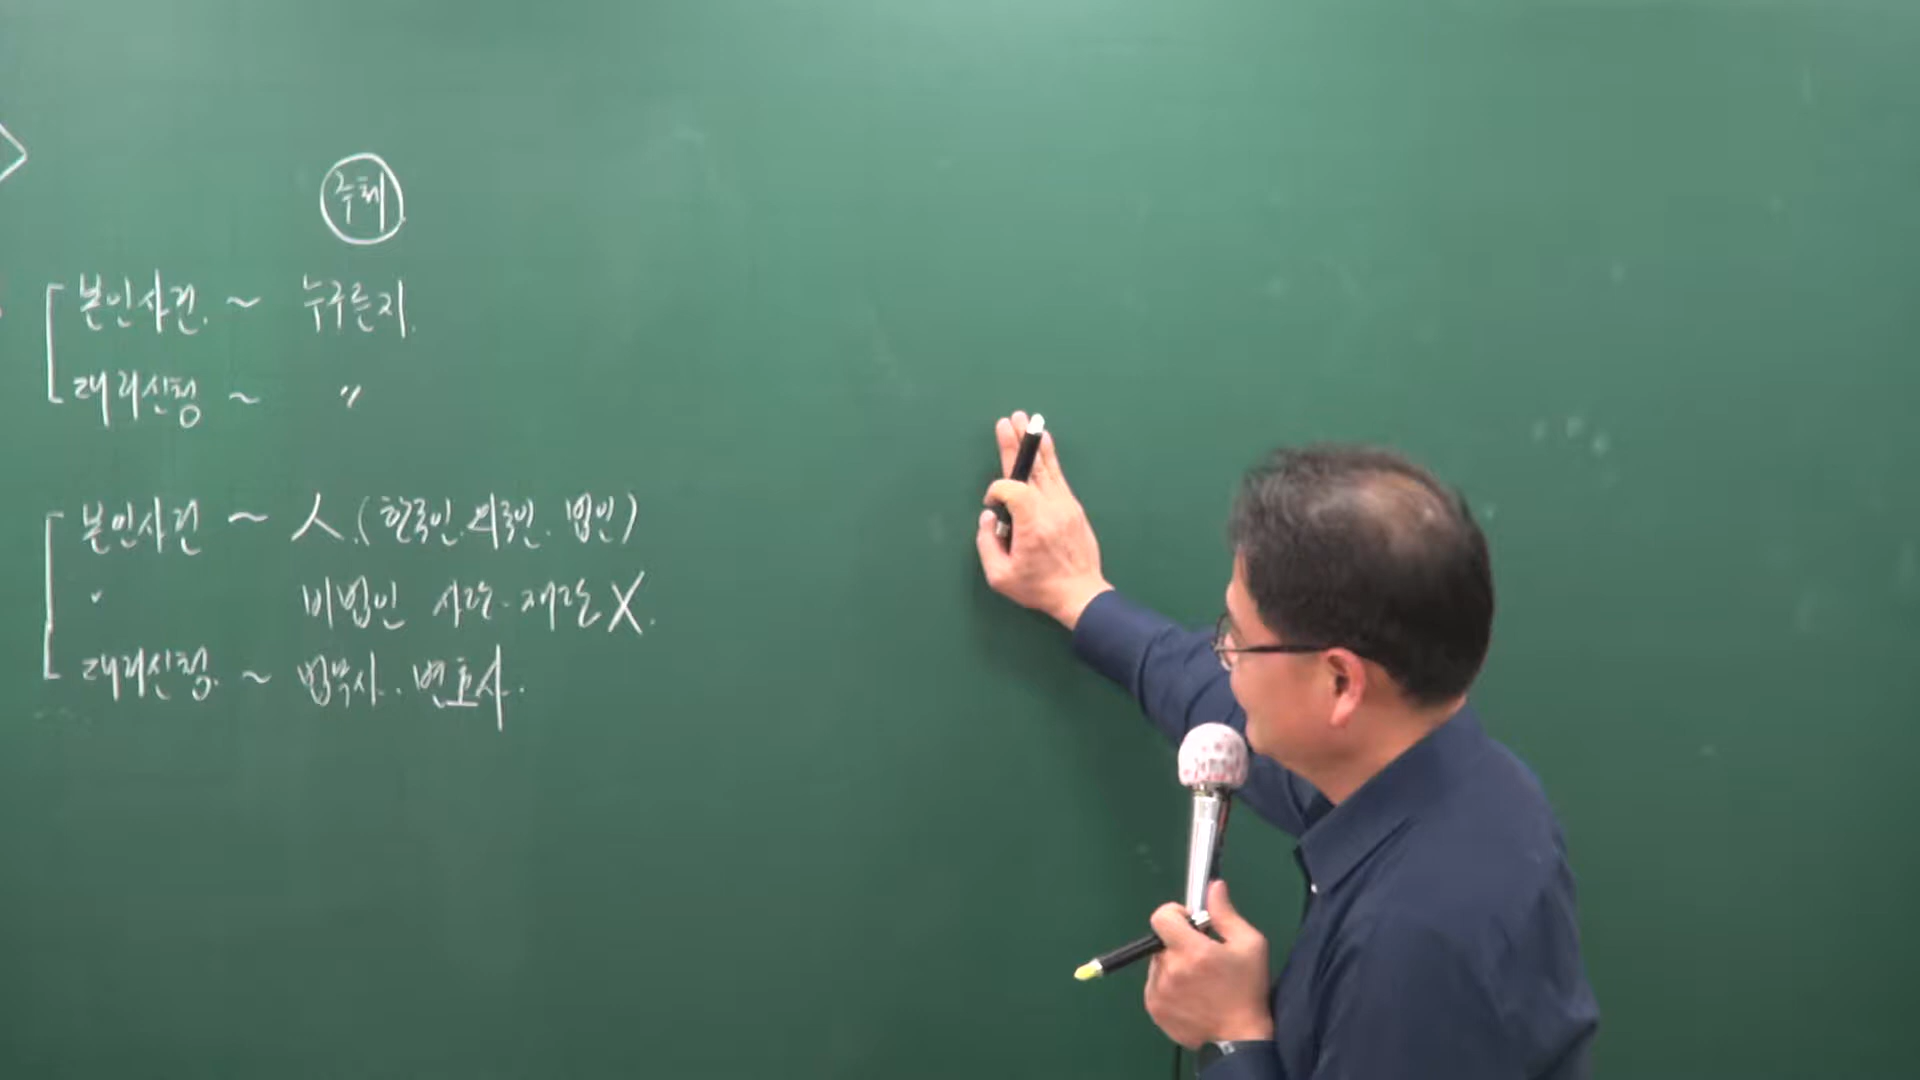 주체
본인사건. ~ 누구든지.
대리신청 ~ 〃
본인사건 ~ 人.(한국인.외국인. 법인)
〃 비법인 사단·재단 X.
대리신청. ~ 법무사. 변호사.